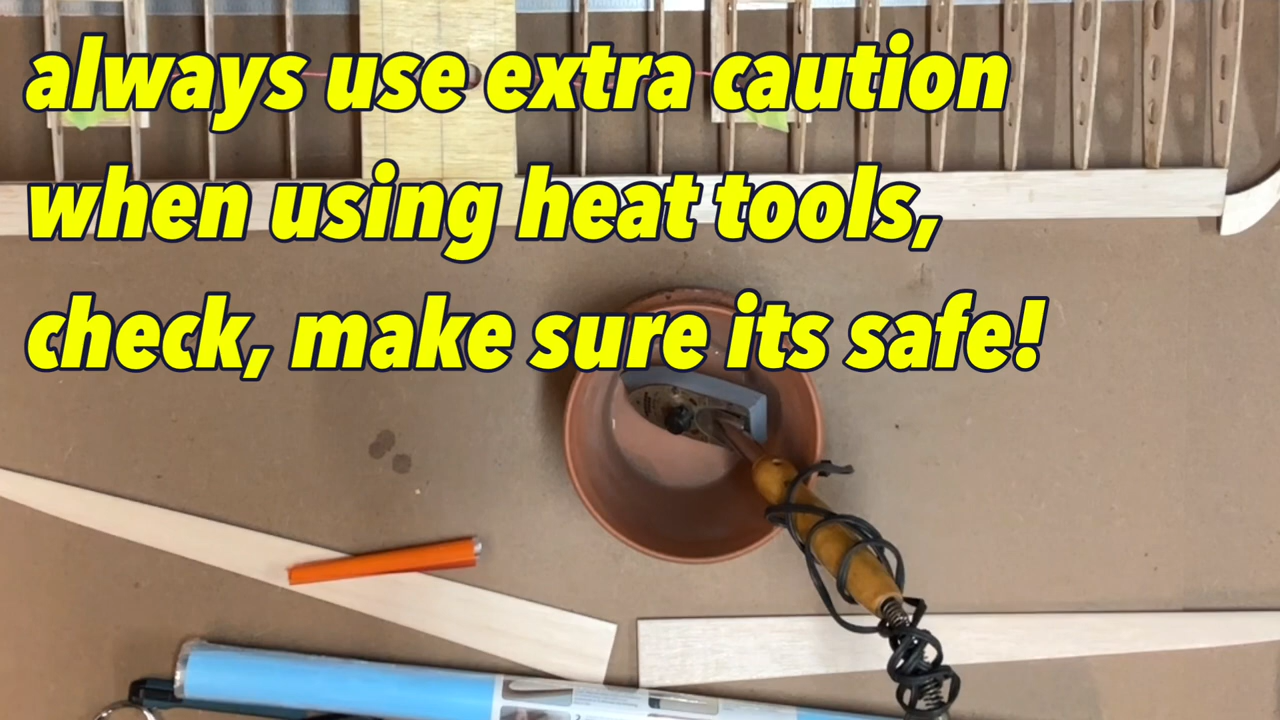 always use extra caution
when using heat tools,
check, make sure its safe!